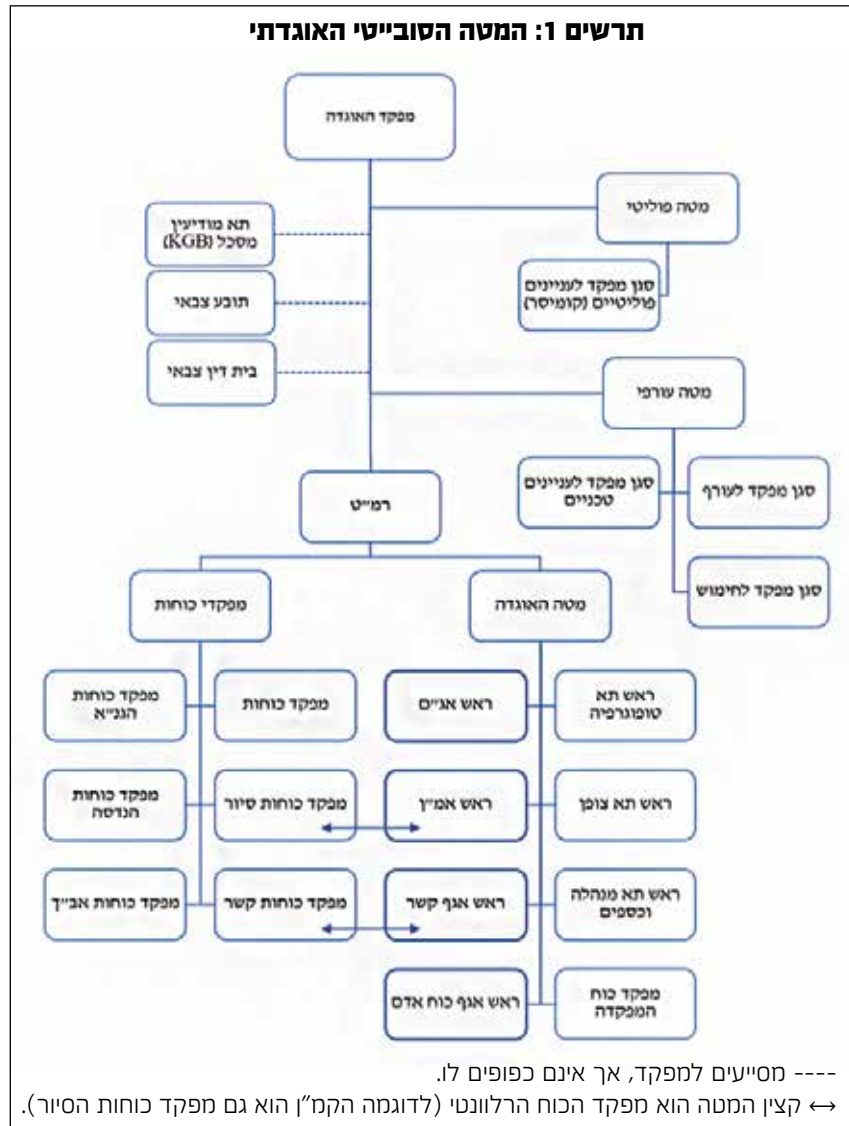 תרשים 1: המטה הסובייטי האוגדתי
מפקד האוגדה
מטה פוליטי
סגן מפקד לעניינים
פוליטיים (קומיסר)
תא מודיעין
מסכל (KGB)
תובע צבאי
בית דין צבאי
מטה עורפי
סגן מפקד לעורף
סגן מפקד לעניינים
טכניים
סגן מפקד לחימוש
רמ"ט
מטה האוגדה
מפקדי כוחות
ראש תא
טופוגרפיה
ראש אג"ם
מפקד כוחות
מפקד כוחות
הגנ"א
ראש תא צופן
ראש אמ"ן
מפקד כוחות סיור
מפקד כוחות
הנדסה
ראש תא מנהלה
וכספים
ראש אגף קשר
מפקד כוחות קשר
מפקד כוחות אב"ך
מפקד כוח
המפקדה
ראש אגף כוח אדם
---- מסייעים למפקד, אך אינם כפופים לו.
↔ קצין המטה הוא מפקד הכוח הרלוונטי (לדוגמה הקמ"ן הוא גם מפקד כוחות הסיור).